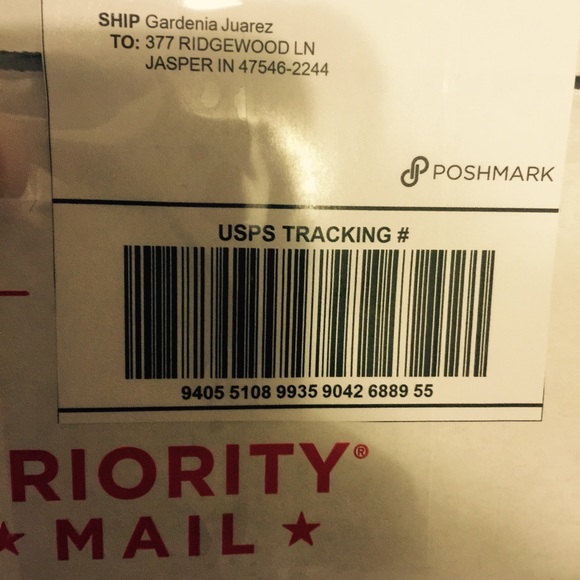 SHIP Gardenia Juarez
TO: 377 RIDGEWOOD LN
JASPER IN 47546-2244
POSHMARK
USPS TRACKING #
9405 5108 9935 9042 6889 55
RIORITY®
★ MAIL ★